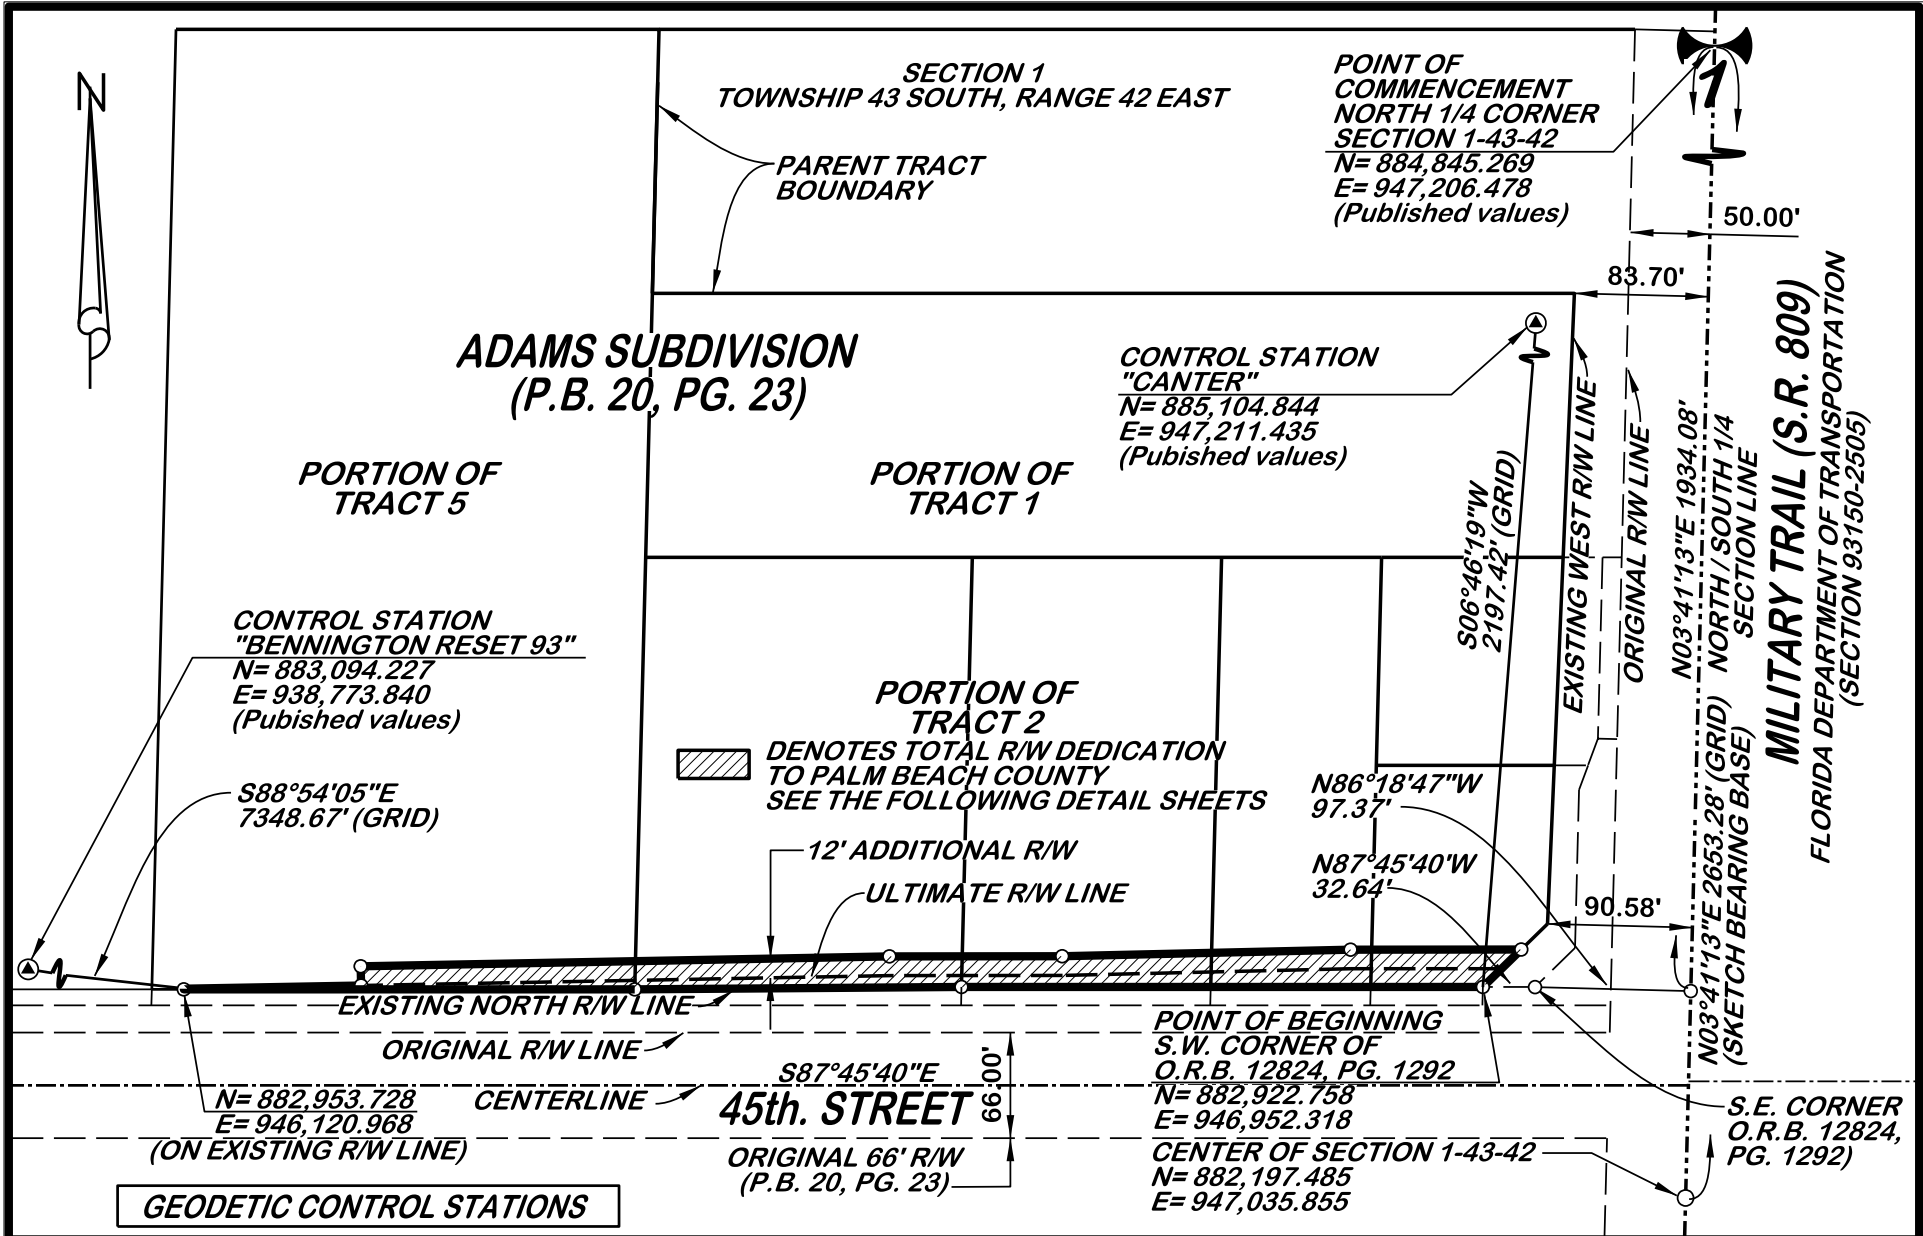 N
SECTION 1
TOWNSHIP 43 SOUTH, RANGE 42 EAST
PARENT TRACT
BOUNDARY
POINT OF
COMMENCEMENT
NORTH 1/4 CORNER
SECTION 1-43-42
N= 884,845.269
E= 947,206.478
(Published values)
1
50.00'
83.70'
ADAMS SUBDIVISION
(P.B. 20, PG. 23)
CONTROL STATION
"CANTER"
N= 885,104.844
E= 947,211.435
(Pubished values)
PORTION OF
TRACT 5
PORTION OF
TRACT 1
S06°46'19"W
2197.42' (GRID)
EXISTING WEST R/W LINE
ORIGINAL R/W LINE
N03°41'13"E 1934.08'
NORTH / SOUTH 1/4
SECTION LINE
MILITARY TRAIL (S.R. 809)
FLORIDA DEPARTMENT OF TRANSPORTATION
(SECTION 93150-2505)
CONTROL STATION
"BENNINGTON RESET 93"
N= 883,094.227
E= 938,773.840
(Pubished values)
PORTION OF
TRACT 2
DENOTES TOTAL R/W DEDICATION
TO PALM BEACH COUNTY
SEE THE FOLLOWING DETAIL SHEETS
S88°54'05"E
7348.67' (GRID)
N86°18'47"W
97.37'
12' ADDITIONAL R/W
N87°45'40'W
32.64'
ULTIMATE R/W LINE
90.58'
N03°41'13"E 2653.28' (GRID)
(SKETCH BEARING BASE)
EXISTING NORTH R/W LINE
ORIGINAL R/W LINE
POINT OF BEGINNING
S.W. CORNER OF
O.R.B. 12824, PG. 1292
N= 882,922.758
E= 946,952.318
S87°45'40"E
66.00'
CENTERLINE
45th. STREET
N= 882,953.728
E= 946,120.968
(ON EXISTING R/W LINE)
S.E. CORNER
O.R.B. 12824,
PG. 1292)
ORIGINAL 66' R/W
(P.B. 20, PG. 23)
CENTER OF SECTION 1-43-42
N= 882,197.485
E= 947,035.855
GEODETIC CONTROL STATIONS